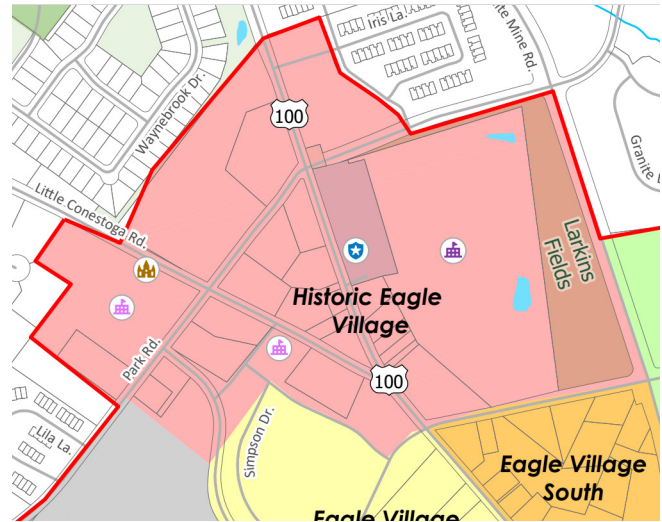 Iris La.
ite Mine Rd.
Waynebrook Dr.
100
Granite
Little Conestoga Rd.
Larkins
Fields
Historic Eagle
Village
Park Rd.
100
Lila La.
Simpson Dr.
Eagle Village
South
Eagle Village